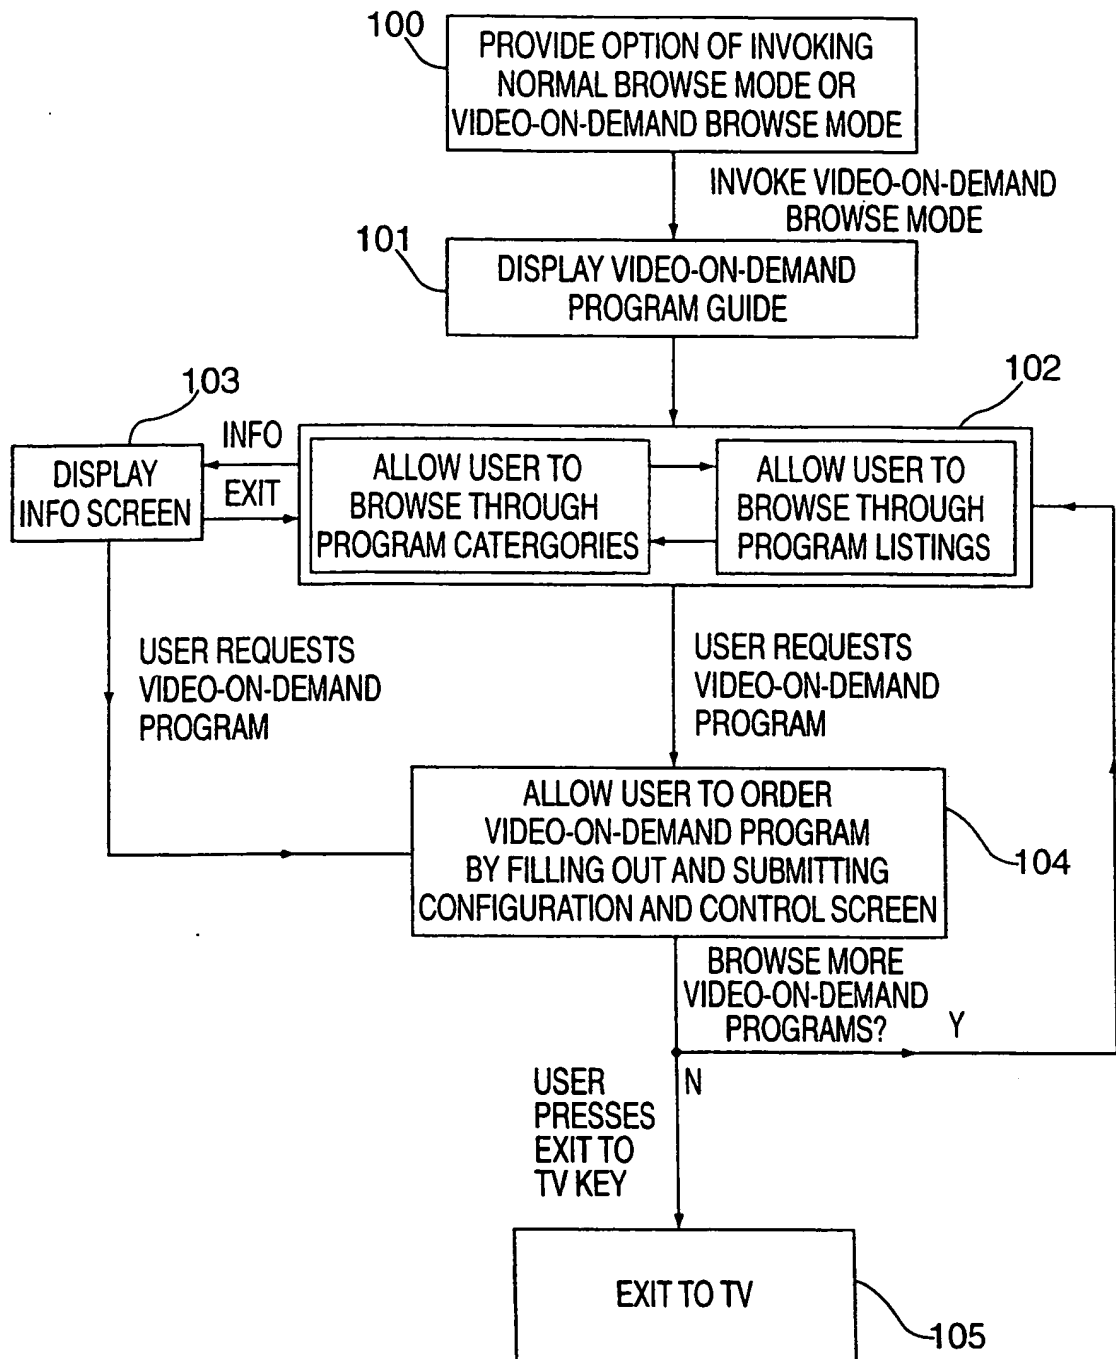 100
PROVIDE OPTION OF INVOKING
NORMAL BROWSE MODE OR
VIDEO-ON-DEMAND BROWSE MODE
INVOKE VIDEO-ON-DEMAND
BROWSE MODE
101
DISPLAY VIDEO-ON-DEMAND
PROGRAM GUIDE
103
102
DISPLAY
INFO SCREEN
INFO
EXIT
ALLOW USER TO
BROWSE THROUGH
PROGRAM CATERGORIES
ALLOW USER TO
BROWSE THROUGH
PROGRAM LISTINGS
USER REQUESTS
VIDEO-ON-DEMAND
PROGRAM
USER REQUESTS
VIDEO-ON-DEMAND
PROGRAM
ALLOW USER TO ORDER
VIDEO-ON-DEMAND PROGRAM
BY FILLING OUT AND SUBMITTING
CONFIGURATION AND CONTROL SCREEN
104
BROWSE MORE
VIDEO-ON-DEMAND
PROGRAMS?
Y
N
USER
PRESSES
EXIT TO
TV KEY
EXIT TO TV
105